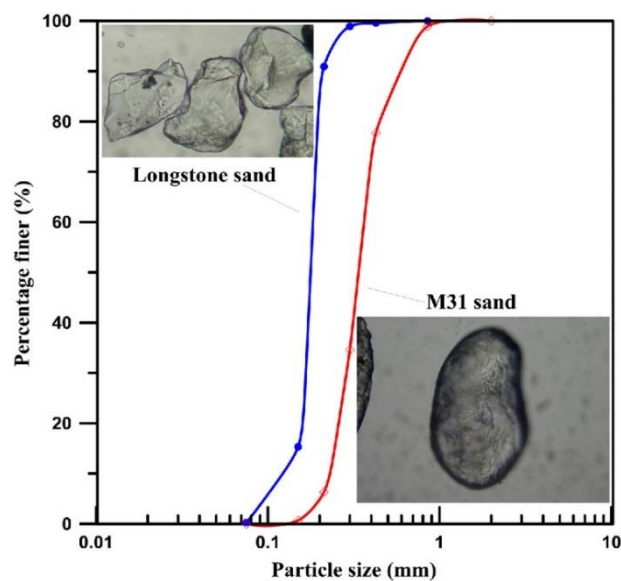 100
80
60
40
20
0
Percentage finer (%)
Longstone sand
M31 sand
0.01
0.1
1
10
Particle size (mm)